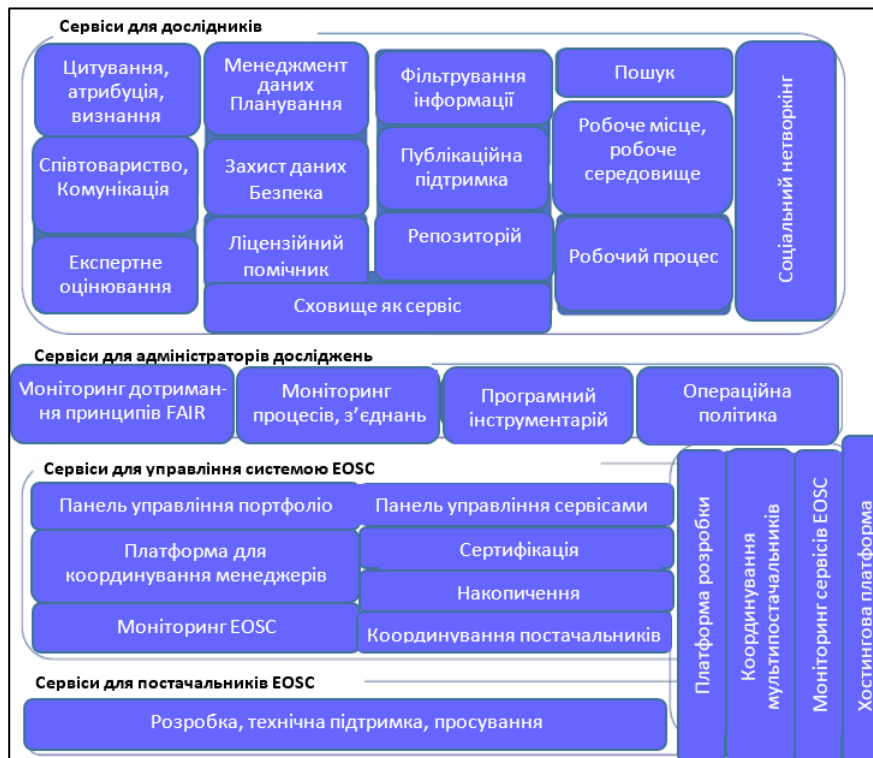 Сервіси для дослідників
Цитування,
атрибуція,
визнання
Співтовариство,
Комунікація
Експертне
оцінювання
Менеджмент
даних
Планування
Захист даних
Безпека
Ліцензійний
помічник
Фільтрування
інформації
Публікаційна
підтримка
Репозиторій
Сховище як сервіс
Пошук
Робоче місце,
робоче
середовище
Робочий процес
Соціальний нетворкінг
Сервіси для адміністраторів досліджень
Моніторинг дотриман-
ня принципів FAIR
Моніторинг
процесів, з’єднань
Програмний
інструментарій
Операційна
політика
Сервіси для управління системою EOSC
Панель управління портфоліо
Платформа для
координування менеджерів
Моніторинг EOSC
Панель управління сервісами
Сертифікація
Накопичення
Координування постачальників
Сервіси для постачальників EOSC
Розробка, технічна підтримка, просування
Платформа розробки
Координування
мультипостачальників
Моніторинг сервісів EOSC
Хостингова платформа